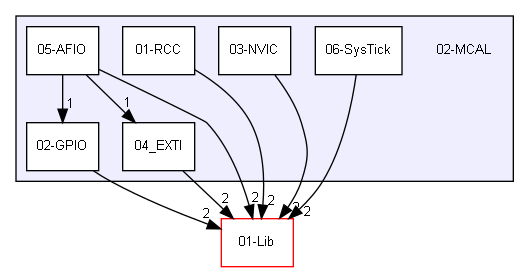 05-AFIO
01-RCC
03-NVIC
06-SysTick
02-MCAL
1
1
02-GPIO
04_EXTI
2
2
2
2
2
2
01-Lib